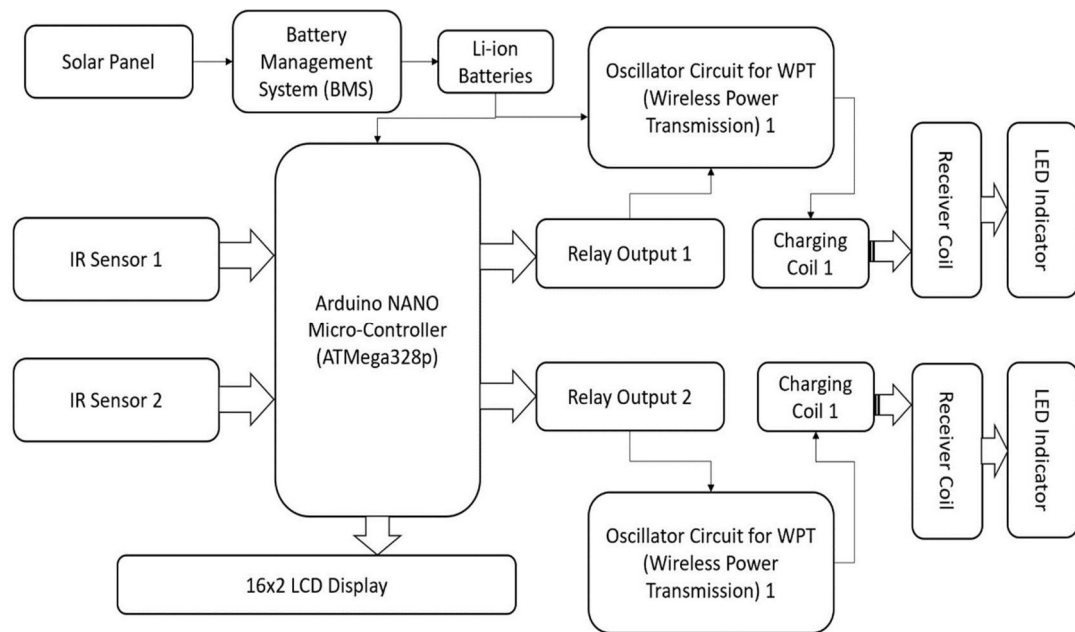 Solar Panel
Battery
Management
System (BMS)
Li-ion
Batteries
Oscillator Circuit for WPT
(Wireless Power
Transmission) 1
IR Sensor 1
Arduino NANO
Micro-Controller
(ATMega328p)
Relay Output 1
Charging
Coil 1
Receiver Coil
LED Indicator
IR Sensor 2
Relay Output 2
Charging
Coil 1
Receiver Coil
LED Indicator
Oscillator Circuit for WPT
(Wireless Power
Transmission) 1
16x2 LCD Display